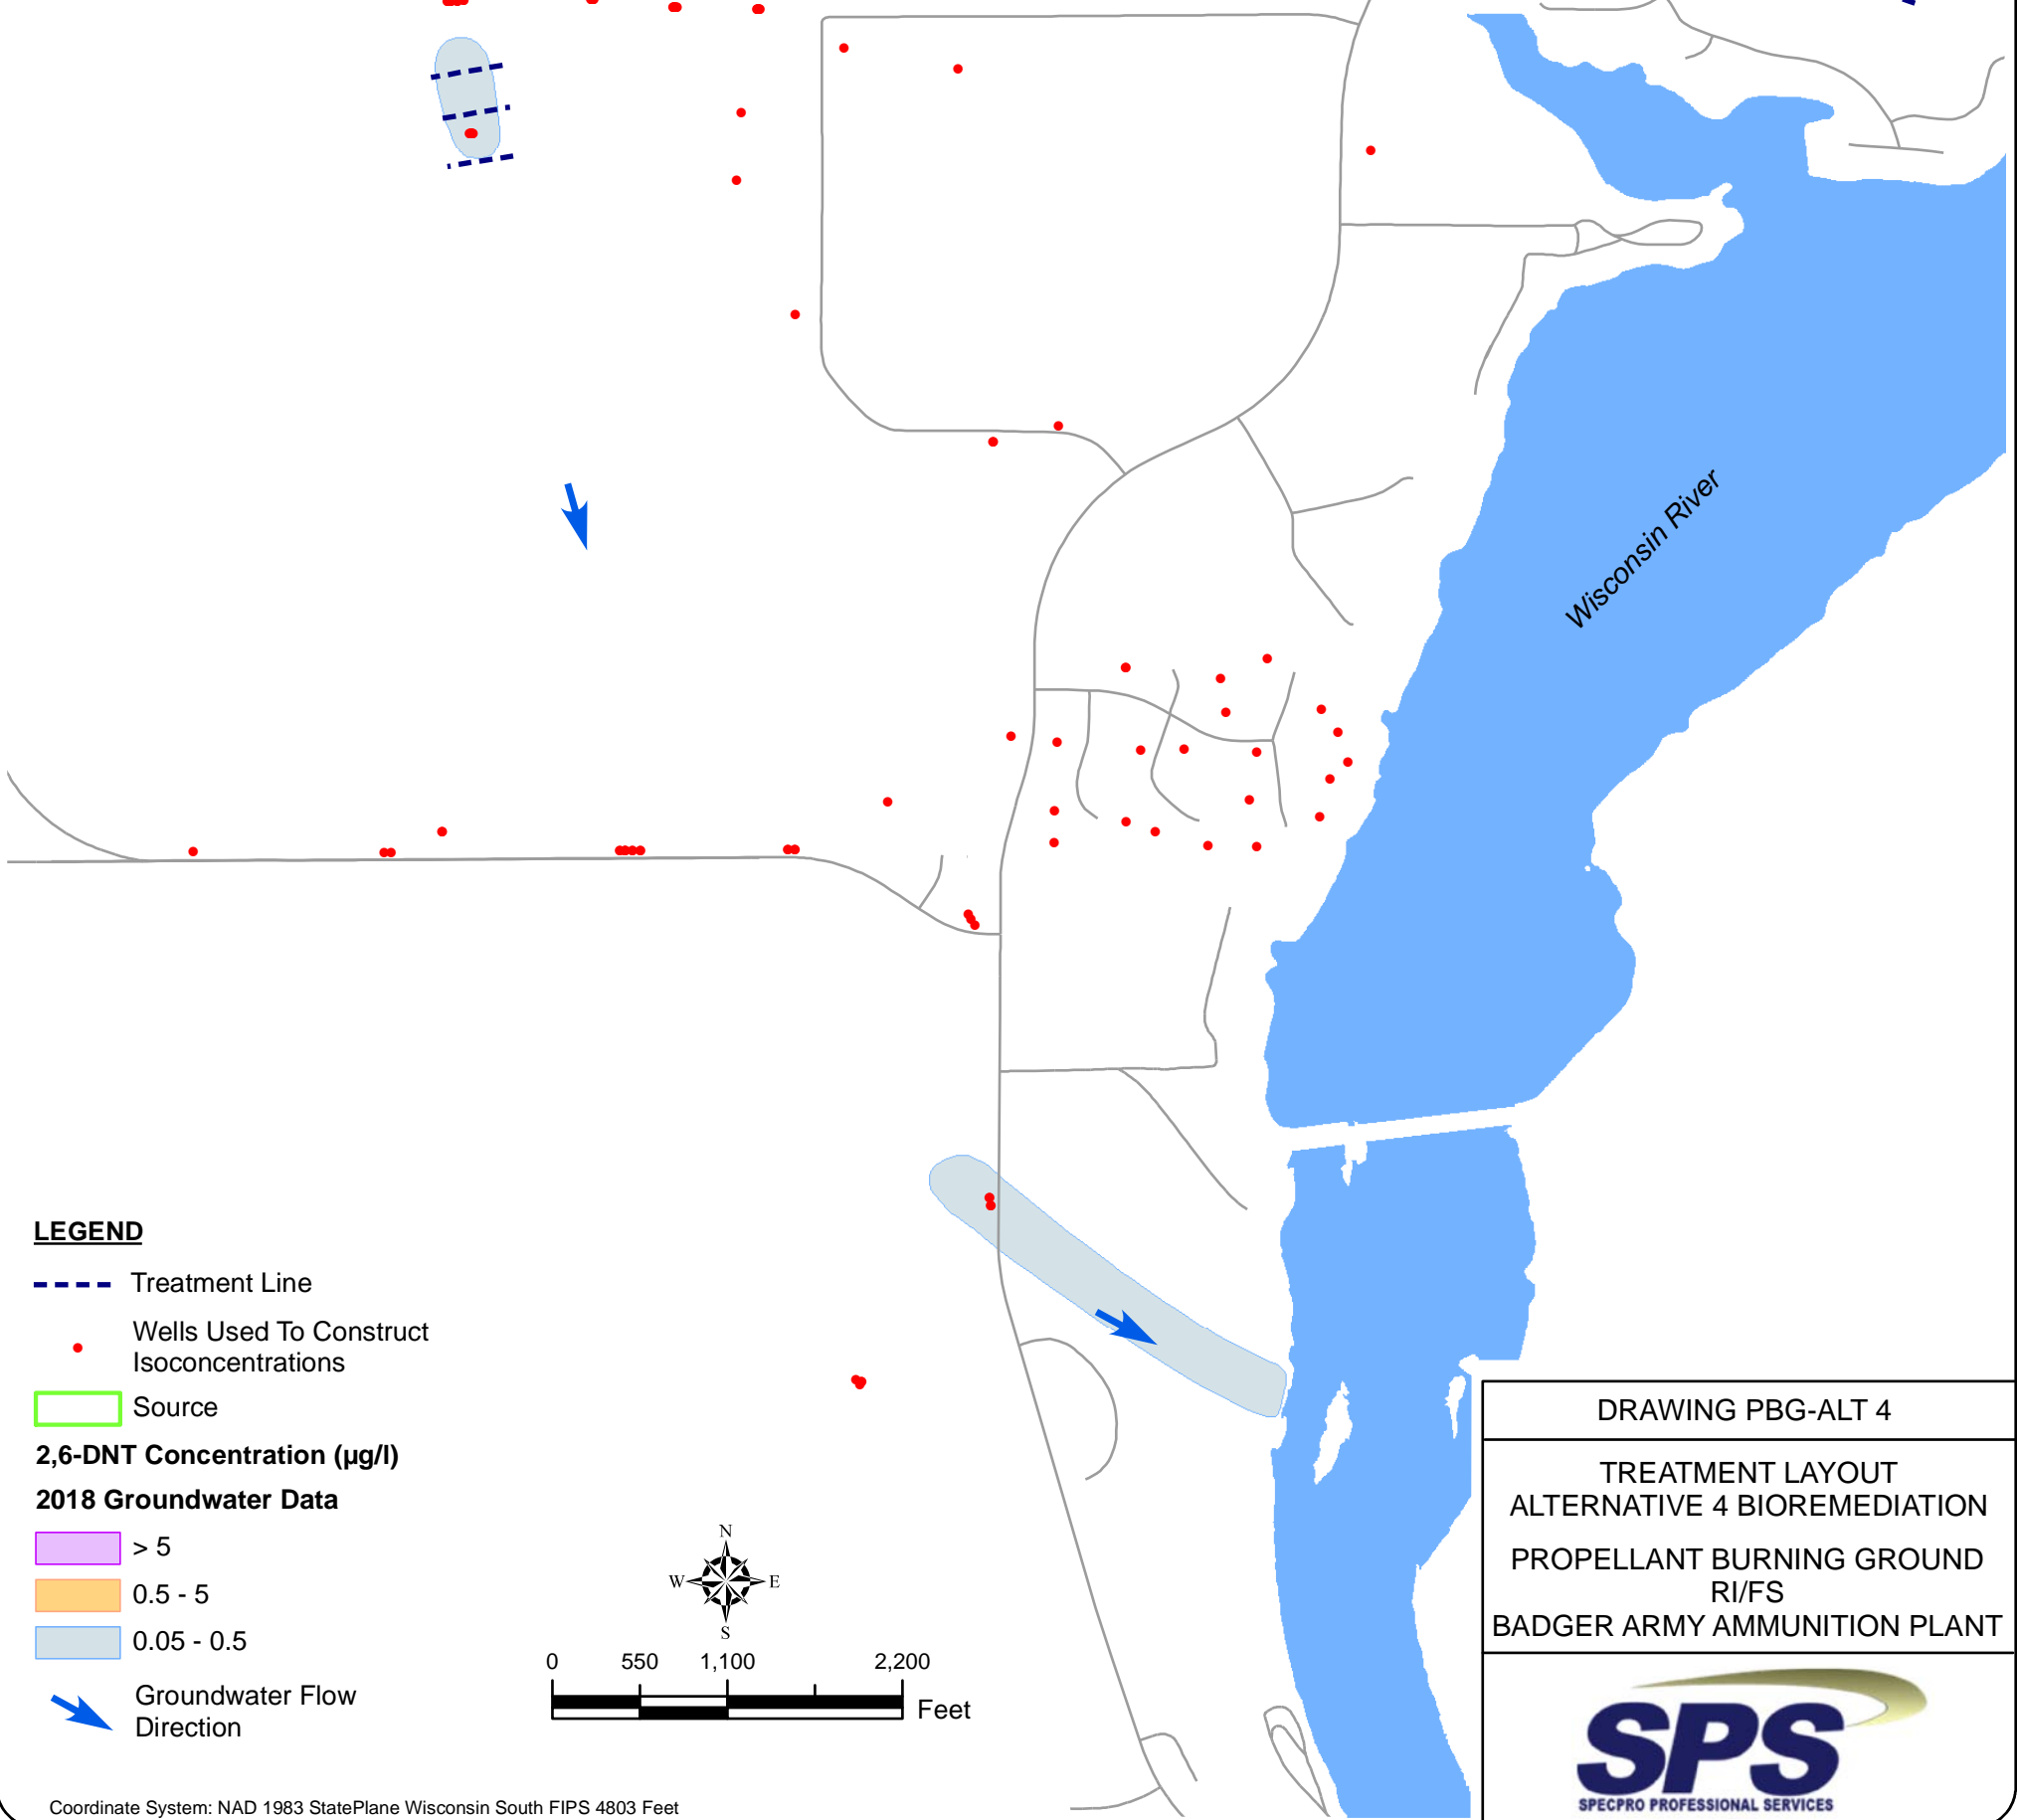 Wisconsin River
LEGEND
Treatment Line
Wells Used To Construct
Isoconcentrations
Source
2,6-DNT Concentration (µg/l)
2018 Groundwater Data
> 5
0.5 - 5
0.05 - 0.5
Groundwater Flow
Direction
N
W E
S
0 550 1,100 2,200
Feet
Coordinate System: NAD 1983 StatePlane Wisconsin South FIPS 4803 Feet
DRAWING PBG-ALT 4
TREATMENT LAYOUT
ALTERNATIVE 4 BIOREMEDIATION
PROPELLANT BURNING GROUND
RI/FS
BADGER ARMY AMMUNITION PLANT
SPS
SPECPRO PROFESSIONAL SERVICES